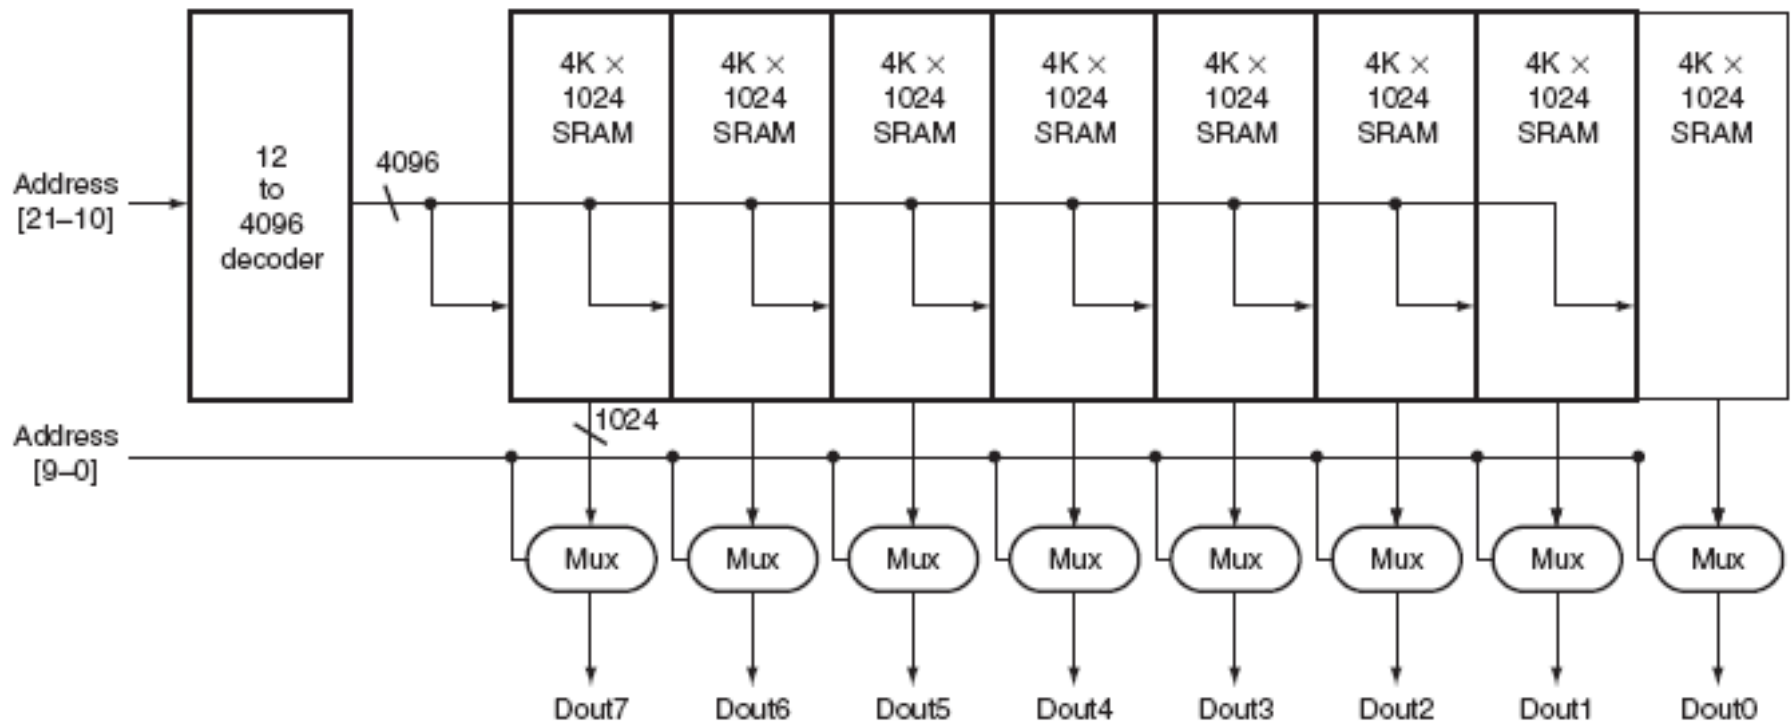 4K ×
1024
SRAM
4K ×
1024
SRAM
4K ×
1024
SRAM
4K ×
1024
SRAM
4K ×
1024
SRAM
4K ×
1024
SRAM
4K ×
1024
SRAM
4K ×
1024
SRAM
Address
[21–10]
12
to
4096
decoder
4096
1024
Address
[9–0]
Mux
Mux
Mux
Mux
Mux
Mux
Mux
Mux
Dout7
Dout6
Dout5
Dout4
Dout3
Dout2
Dout1
Dout0